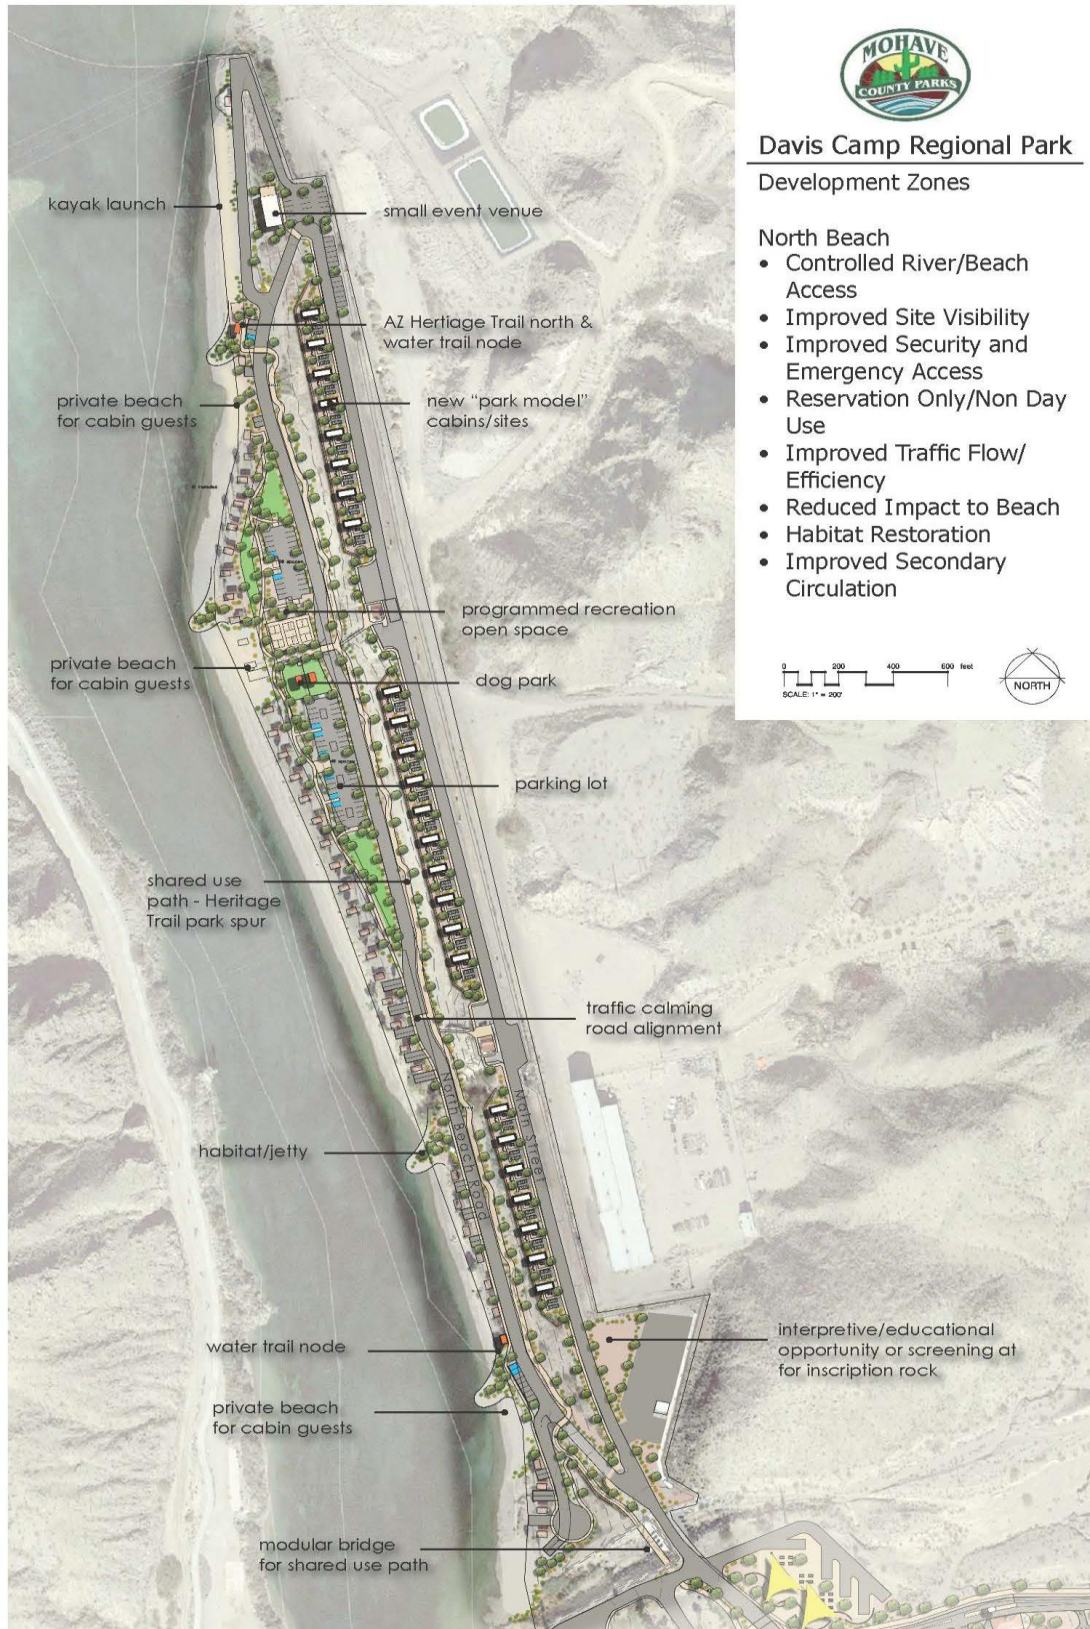 MOHAVE
COUNTY PARKS
Davis Camp Regional Park
Development Zones
North Beach
• Controlled River/Beach
Access
• Improved Site Visibility
• Improved Security and
Emergency Access
• Reservation Only/Non Day
Use
• Improved Traffic Flow/
Efficiency
• Reduced Impact to Beach
• Habitat Restoration
• Improved Secondary
Circulation
0 200 400 600 feet
SCALE: 1" = 200'
NORTH
kayak launch
small event venue
AZ Hertiage Trail north &
water trail node
private beach
for cabin guests
new "park model"
cabins/sites
programmed recreation
open space
private beach
for cabin guests
dog park
parking lot
shared use
path - Heritage
Trail park spur
traffic calming
road alignment
North Beach Road
Main Street
habitat/jetty
water trail node
interpretive/educational
opportunity or screening at
for inscription rock
private beach
for cabin guests
modular bridge
for shared use path